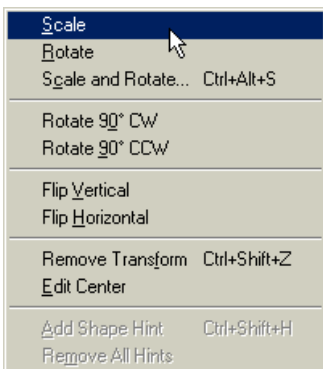 Scale
Rotate
Scale and Rotate... Ctrl+Alt+S
Rotate 90° CW
Rotate 90° CCW
Flip Vertical
Flip Horizontal
Remove Transform Ctrl+Shift+Z
Edit Center
Add Shape Hint Ctrl+Shift+H
Remove All Hints